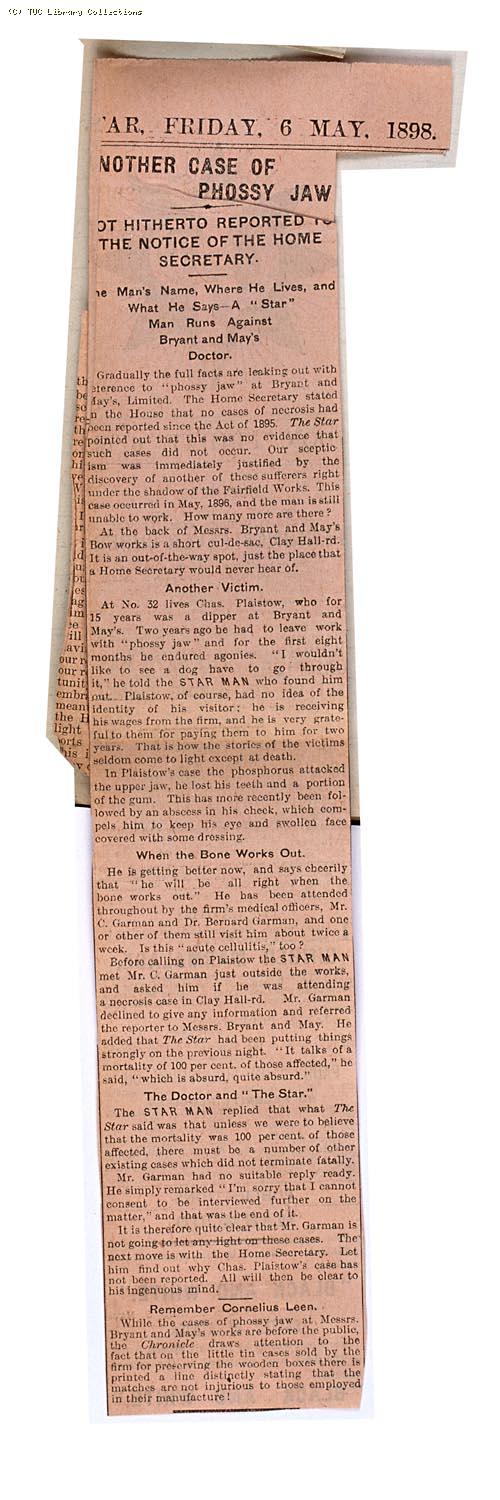 (C) TUC Library Collections
'AR, FRIDAY, 6 MAY, 1898.
NOTHER CASE OF
PHOSSY JAW
OT HITHERTO REPORTED TO
THE NOTICE OF THE HOME
SECRETARY.
e Man's Name, Where He Lives, and
What He Says—A "Star"
Man Runs Against
Bryant and May's
Doctor.
Gradually the full facts are leaking out with
eference to "phossy jaw" at Bryant and
May's, Limited. The Home Secretary stated
n the House that no cases of necrosis had
been reported since the Act of 1895. The Star
pointed out that this was no evidence that
such cases did not occur. Our sceptic-
ism was immediately justified by the
discovery of another of these sufferers right
under the shadow of the Fairfield Works. This
case occurred in May, 1896, and the man is still
unable to work. How many more are there?
At the back of Messrs. Bryant and May's
Bow works is a short cul-de-sac, Clay Hall-rd.
It is an out-of-the-way spot, just the place that
a Home Secretary would never hear of.
Another Victim.
At No. 32 lives Chas. Plaistow, who for
15 years was a dipper at Bryant and
May's. Two years ago he had to leave work
with "phossy jaw" and for the first eight
months he endured agonies. "I wouldn't
like to see a dog have to go through
it," he told the STAR MAN who found him
out. Plaistow, of course, had no idea of the
identity of his visitor; he is receiving
his wages from the firm, and he is very grate-
ful to them for paying them to him for two
years. That is how the stories of the victims
seldom come to light except at death.
In Plaistow's case the phosphorus attacked
the upper jaw, he lost his teeth and a portion
of the gum. This has more recently been fol-
lowed by an abscess in his cheek, which com-
pels him to keep his eye and swollen face
covered with some dressing.
When the Bone Works Out.
He is getting better now, and says cheerily
that "he will be all right when the
bone works out." He has been attended
throughout by the firm's medical officers, Mr.
C. Garman and Dr. Bernard Garman, and one
or other of them still visit him about twice a
week. Is this "acute cellulitis," too?
Before calling on Plaistow the STAR MAN
met Mr. C. Garman just outside the works,
and asked him if he was attending
a necrosis case in Clay Hall-rd. Mr. Garman
declined to give any information and referred
the reporter to Messrs. Bryant and May. He
added that The Star had been putting things
strongly on the previous night. "It talks of a
mortality of 100 per cent. of those affected," he
said, "which is absurd, quite absurd."
The Doctor and "The Star."
The STAR MAN replied that what The
Star said was that unless we were to believe
that the mortality was 100 per cent. of those
affected, there must be a number of other
existing cases which did not terminate fatally.
Mr. Garman had no suitable reply ready.
He simply remarked "I'm sorry that I cannot
consent to be interviewed further on the
matter," and that was the end of it.
It is therefore quite clear that Mr. Garman is
not going to let any light on these cases. The
next move is with the Home Secretary. Let
him find out why Chas. Plaistow's case has
not been reported. All will then be clear to
his ingenuous mind.
Remember Cornelius Leen.
While the cases of phossy jaw at Messrs.
Bryant and May's works are before the public,
the Chronicle draws attention to the
fact that on the little tin cases sold by the
firm for preserving the wooden boxes there is
printed a line distinctly stating that the
matches are not injurious to those employed
in their manufacture!